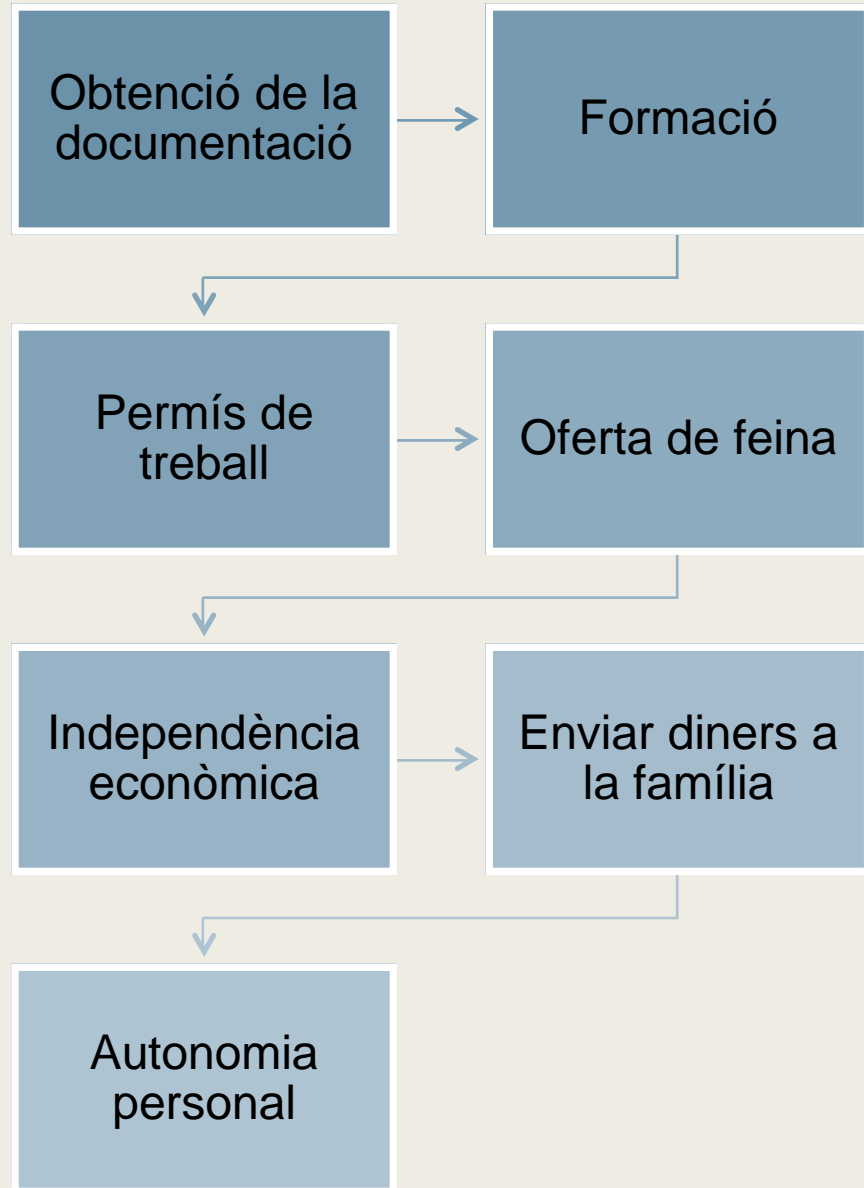 Obtenció de la
documentació
Formació
Permís de
treball
Oferta de feina
Independència
econòmica
Enviar diners a
la família
Autonomia
personal